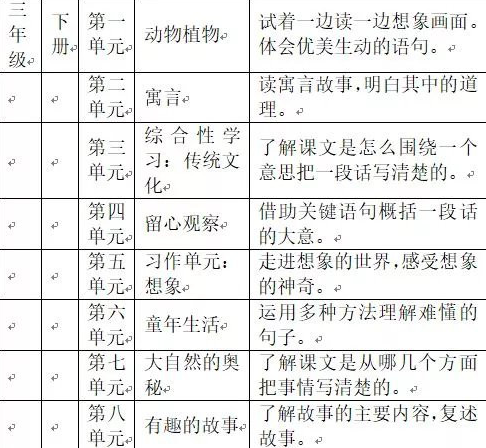 三年级 下册 第一单元 动物植物 试着一边读一边想象画面。体会优美生动的语句。
第二单元 寓言 读寓言故事，明白其中的道理。
第三单元 综合性学习：传统文化 了解课文是怎么围绕一个意思把一段话写清楚的。
第四单元 留心观察 借助关键语句概括一段话的大意。
第五单元 习作单元：想象 走进想象的世界，感受想象的神奇。
第六单元 童年生活 运用多种方法理解难懂的句子。
第七单元 大自然的奥秘 了解课文是从哪几个方面把事情写清楚的。
第八单元 有趣的故事 了解故事的主要内容，复述故事。